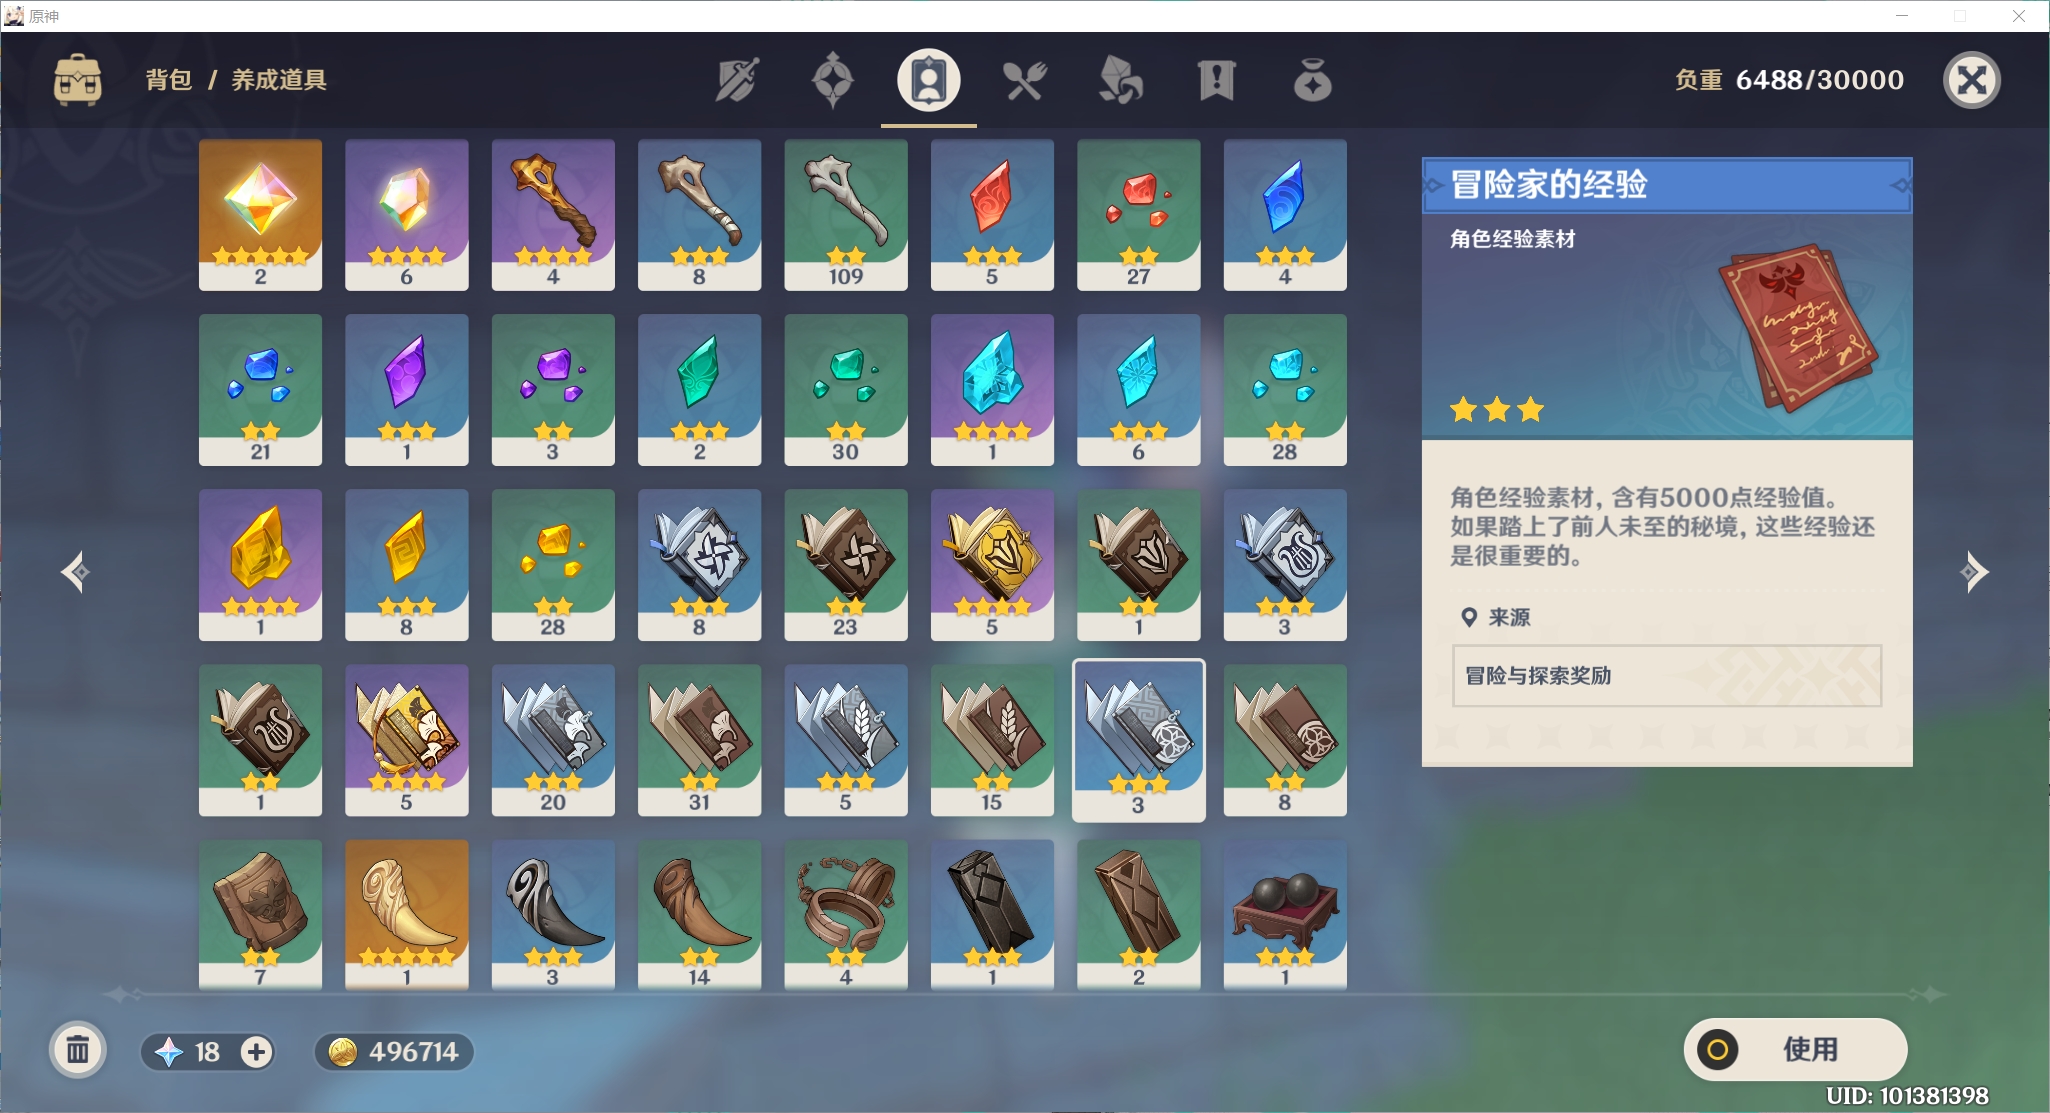 原神
背包 / 养成道具
负重 6488/30000
2 6 4 8 109 5 27 4
21 1 3 2 30 1 6 28
1 8 28 8 23 5 1 3
1 5 20 31 5 15 3 8
7 1 3 14 4 1 2 1
冒险家的经验
角色经验素材
角色经验素材，含有5000点经验值。
如果踏上了前人未至的秘境，这些经验还
是很重要的。
来源
冒险与探索奖励
18
496714
使用
UID: 101381398